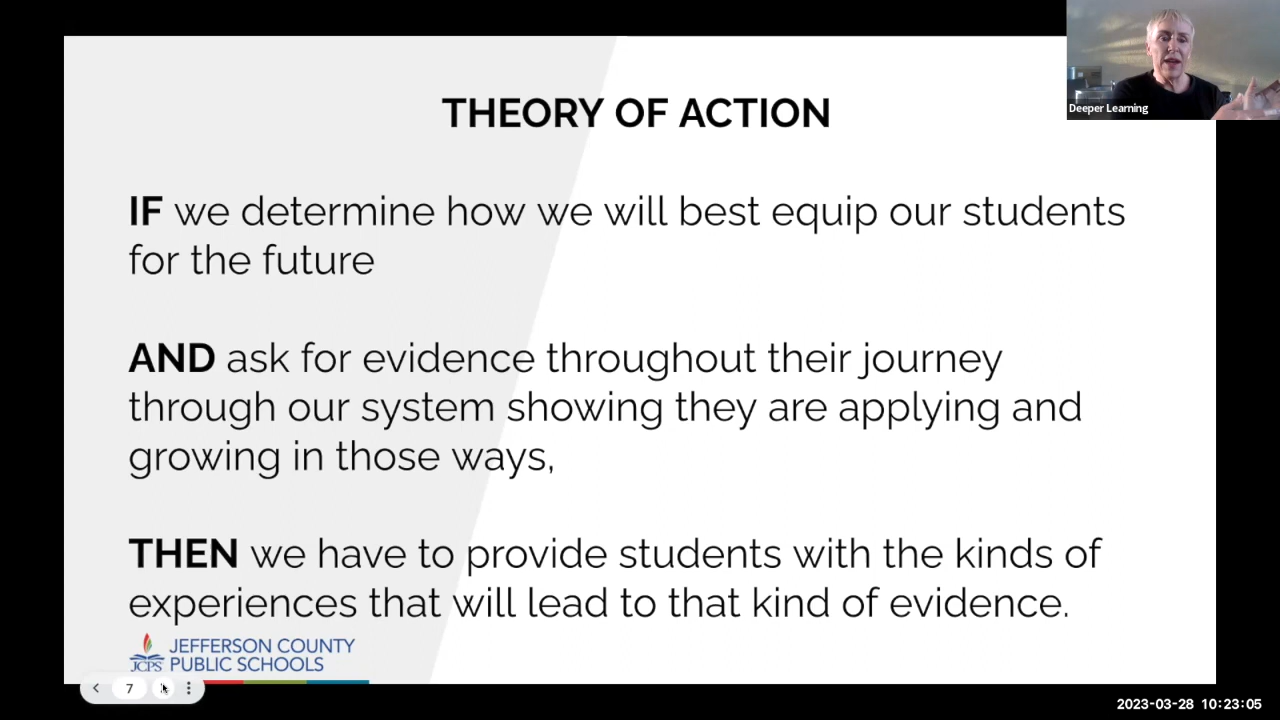 Deeper Learning
THEORY OF ACTION
IF we determine how we will best equip our students
for the future
AND ask for evidence throughout their journey
through our system showing they are applying and
growing in those ways,
THEN we have to provide students with the kinds of
experiences that will lead to that kind of evidence.
JCPS
JEFFERSON COUNTY
PUBLIC SCHOOLS
7
2023-03-28 10:23:05